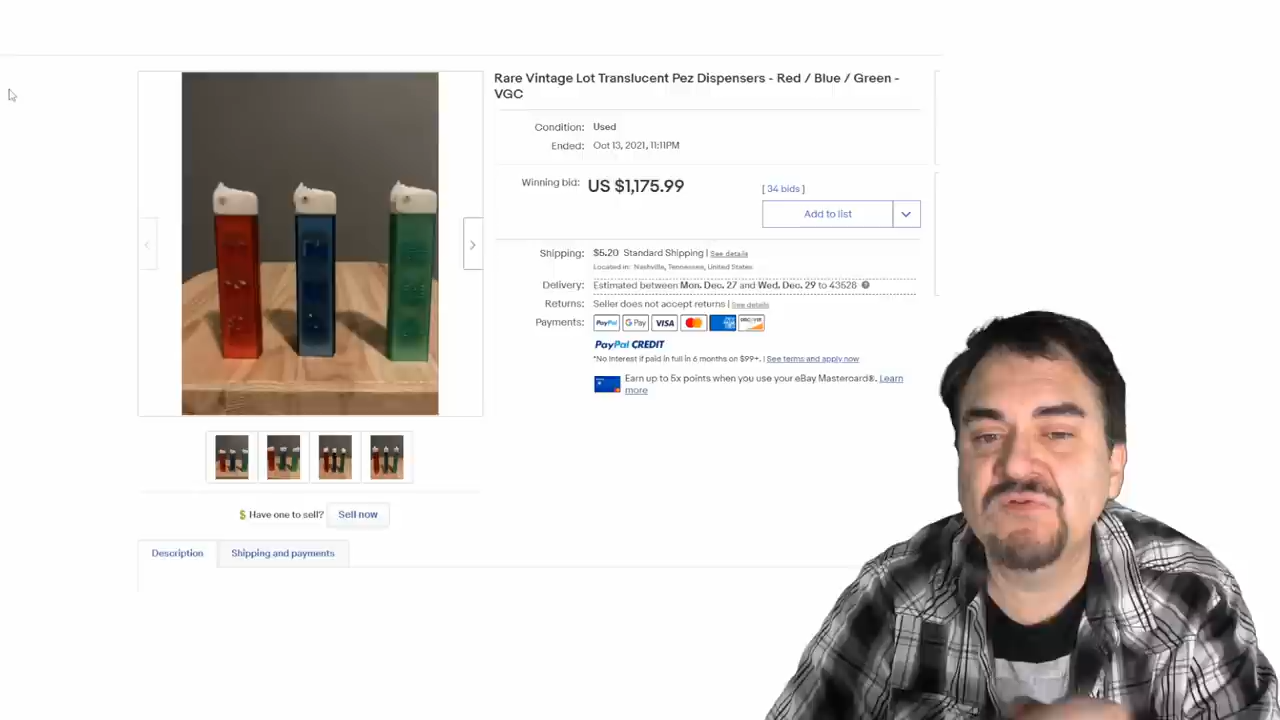 Rare Vintage Lot Translucent Pez Dispensers - Red / Blue / Green -
VGC
Condition: Used
Ended: Oct 13, 2021, 11:11PM
Winning bid: US $1,175.99 [ 34 bids ]
Add to list
Shipping: $5.20 Standard Shipping | See details
Located in: Nashville, Tennessee, United States
Delivery: Estimated between Mon. Dec. 27 and Wed. Dec. 29 to 43528
Returns: Seller does not accept returns | See details
Payments: PayPal G Pay VISA
PayPal CREDIT
*No Interest if paid in full in 6 months on $99+. | See terms and apply now
Earn up to 5x points when you use your eBay Mastercard®. Learn
more
$ Have one to sell? Sell now
Description Shipping and payments